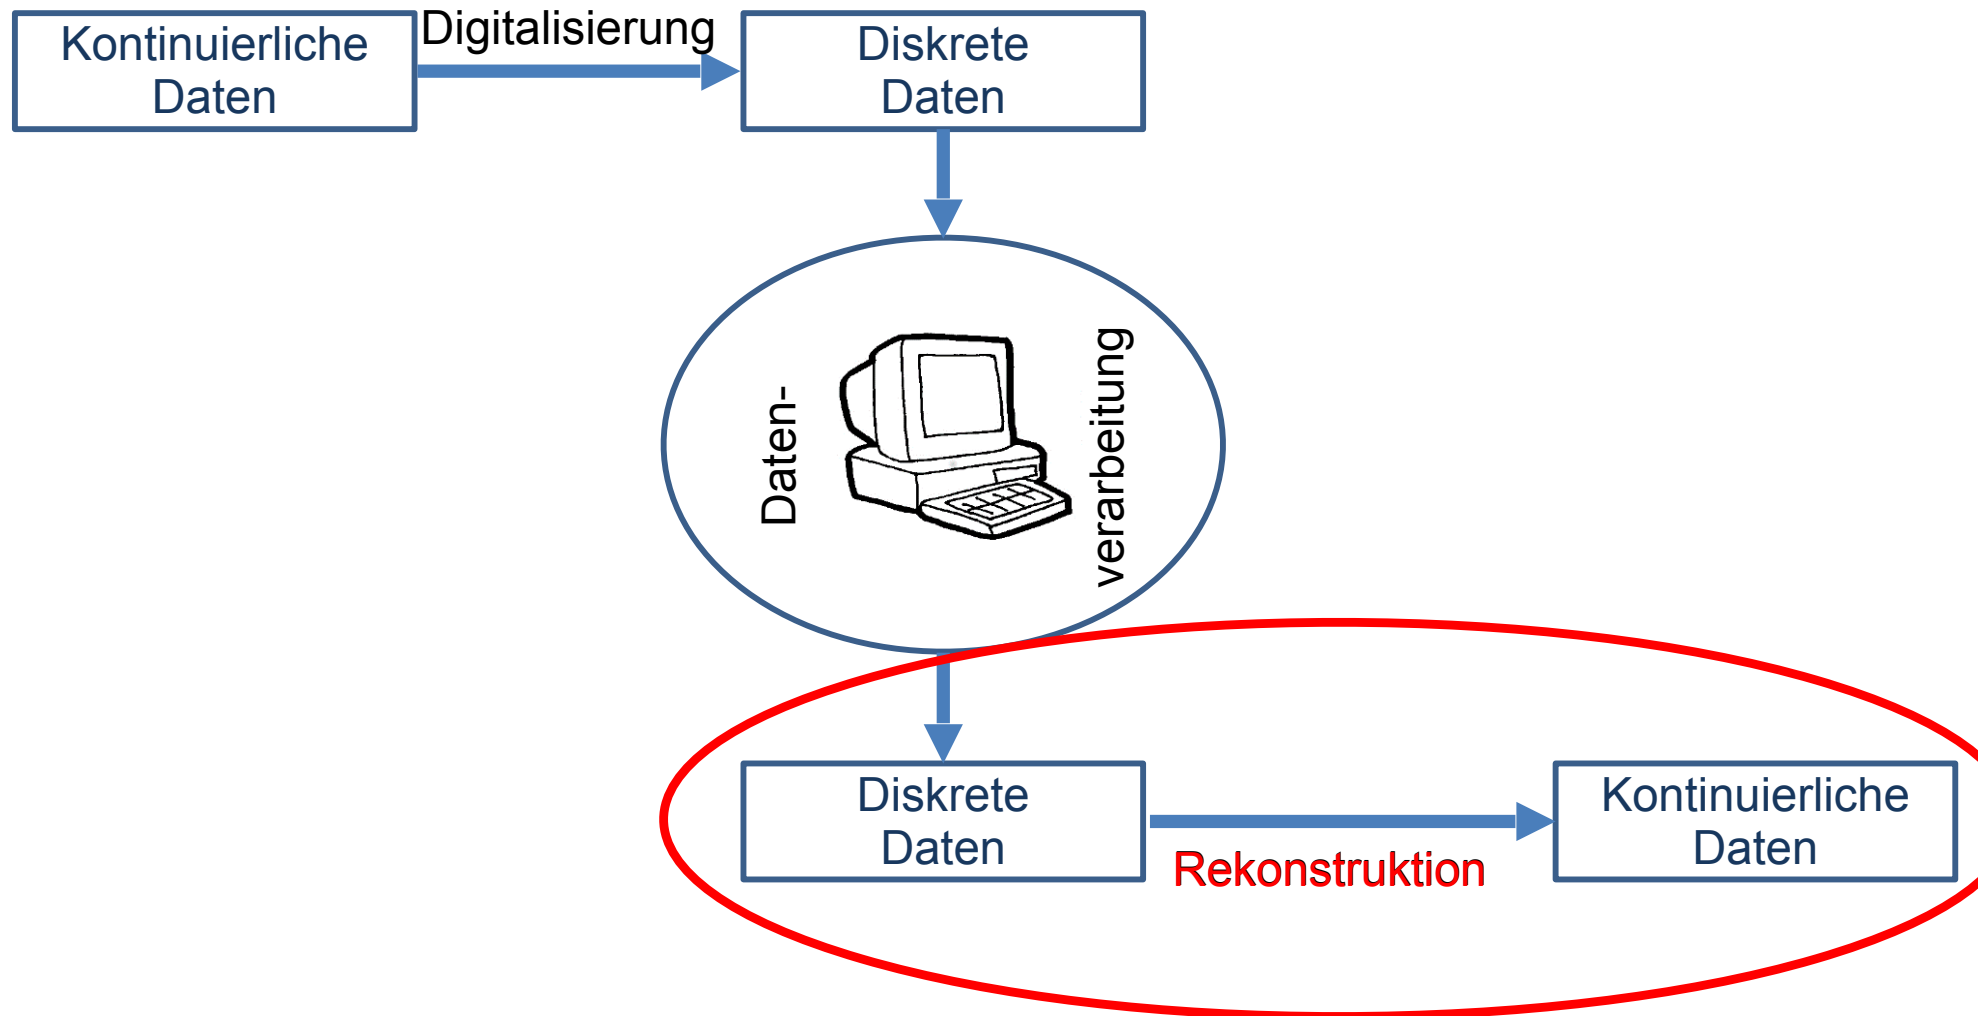 Kontinuierliche
Daten
Digitalisierung
Diskrete
Daten
Daten-
verarbeitung
Diskrete
Daten
Rekonstruktion
Kontinuierliche
Daten